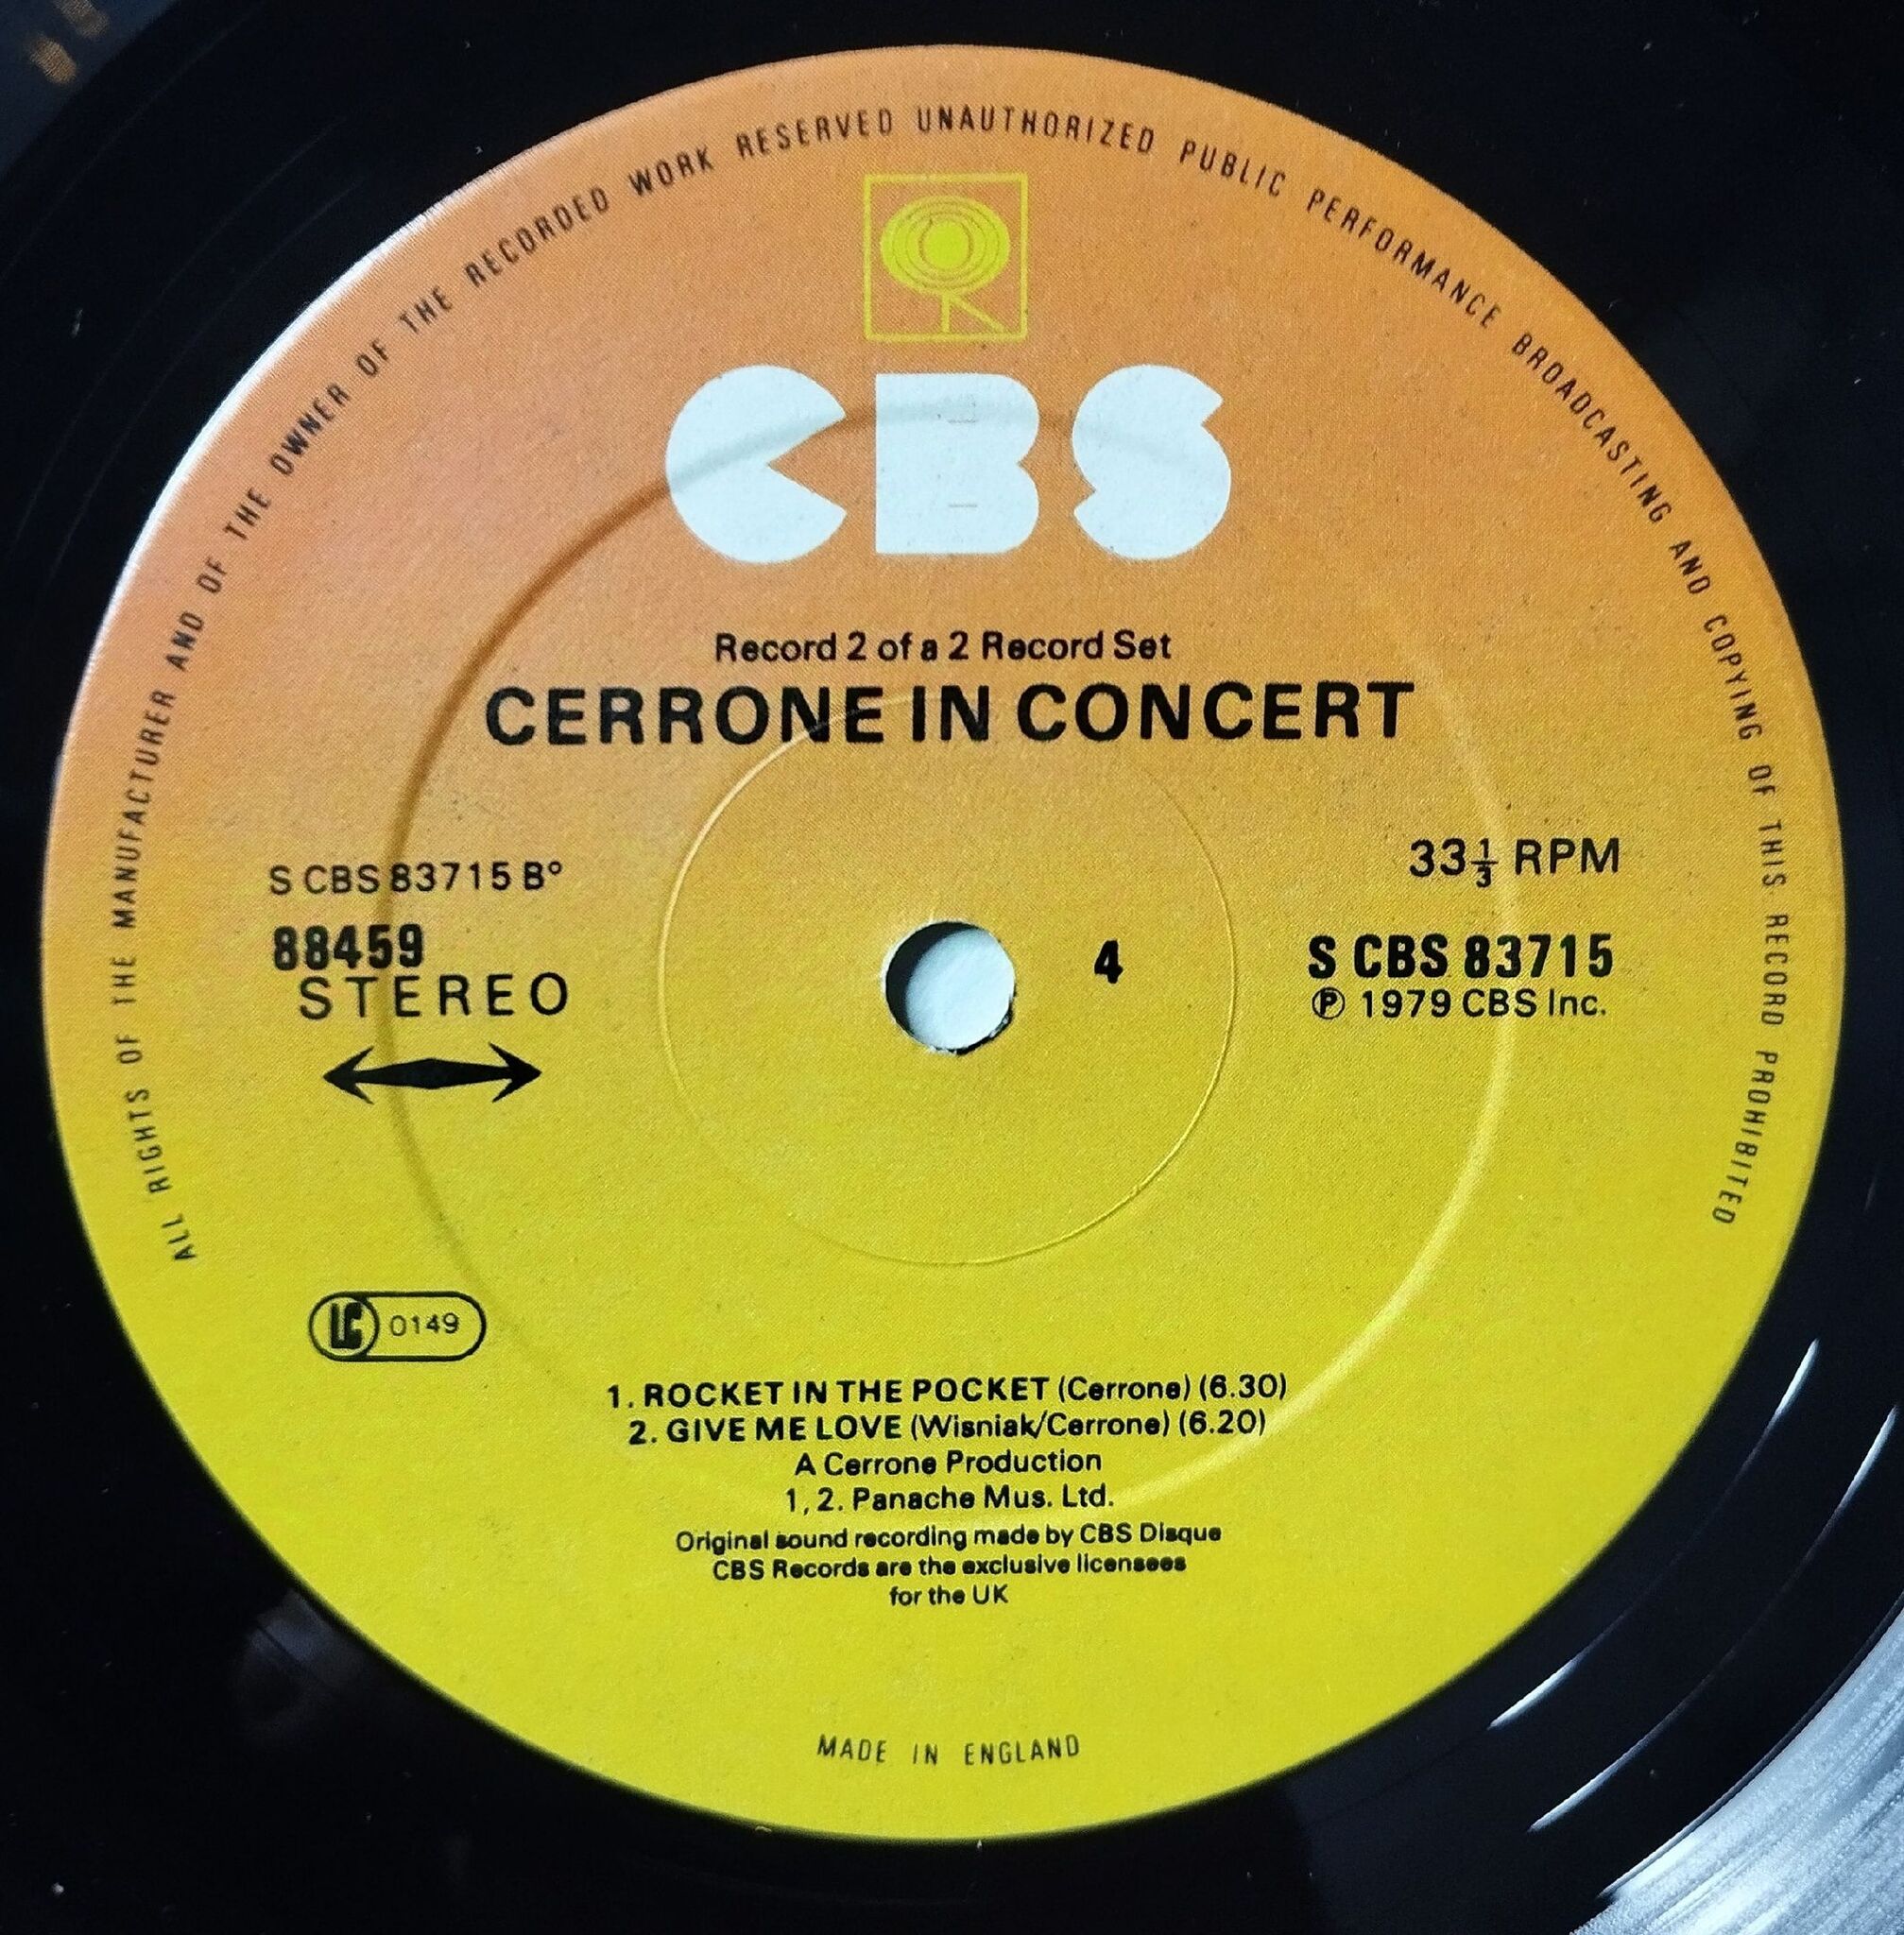 ALL RIGHTS OF THE MANUFACTURER AND OF THE OWNER OF THE RECORDED WORK RESERVED UNAUTHORIZED PUBLIC PERFORMANCE BROADCASTING AND COPYING OF THIS RECORD PROHIBITED
CBS
Record 2 of a 2 Record Set
CERRONE IN CONCERT
S CBS 83715 B°
88459
STEREO
4
33⅓ RPM
S CBS 83715
Ⓟ 1979 CBS Inc.
LC 0149
1. ROCKET IN THE POCKET (Cerrone) (6.30)
2. GIVE ME LOVE (Wisniak/Cerrone) (6.20)
A Cerrone Production
1, 2. Panache Mus. Ltd.
Original sound recording made by CBS Disque
CBS Records are the exclusive licensees
for the UK
MADE IN ENGLAND